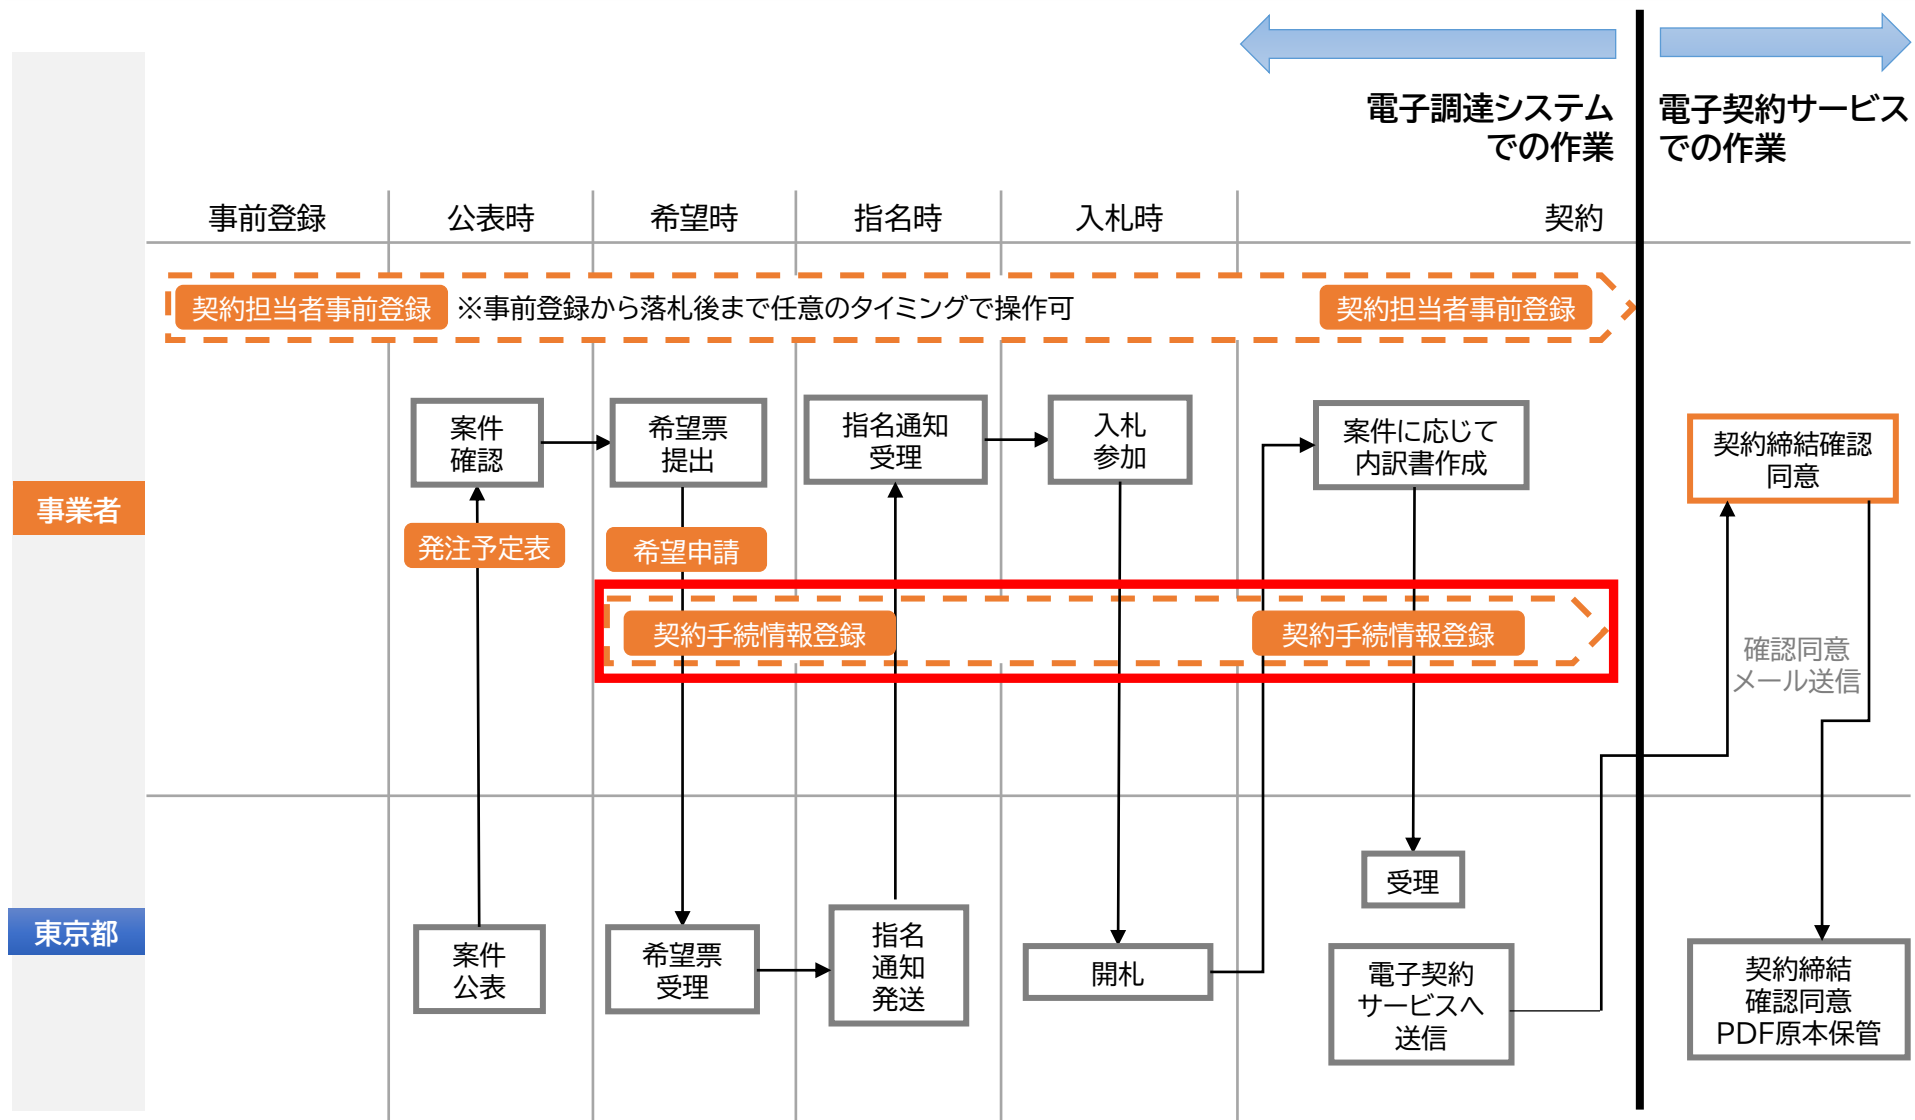 電子調達システム
での作業
電子契約サービス
での作業
事前登録
公表時
希望時
指名時
入札時
契約
契約担当者事前登録
※事前登録から落札後まで任意のタイミングで操作可
契約担当者事前登録
事業者
案件
確認
希望票
提出
指名通知
受理
入札
参加
案件に応じて
内訳書作成
契約締結確認
同意
発注予定表
希望申請
契約手続情報登録
契約手続情報登録
確認同意
メール送信
東京都
案件
公表
希望票
受理
指名
通知
発送
開札
受理
電子契約
サービスへ
送信
契約締結
確認同意
PDF原本保管